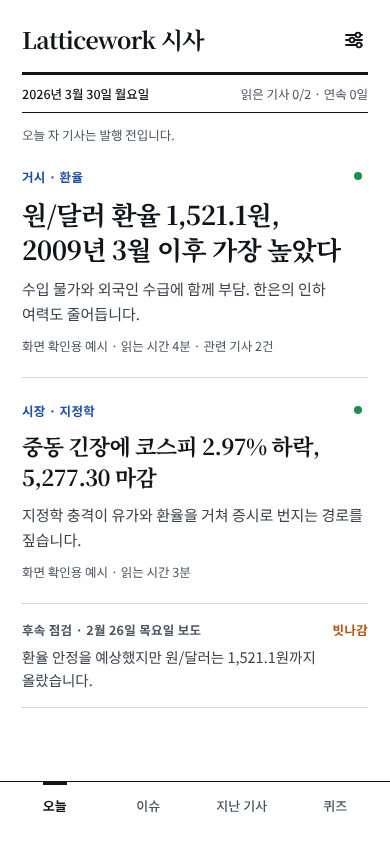 Latticework 시사
2026년 3월 30일 월요일
읽은 기사 0/2 · 연속 0일
오늘 자 기사는 발행 전입니다.
거시 · 환율
원/달러 환율 1,521.1원,
2009년 3월 이후 가장 높았다
수입 물가와 외국인 수급에 함께 부담. 한은의 인하
여력도 줄어듭니다.
화면 확인용 예시 · 읽는 시간 4분 · 관련 기사 2건
시장 · 지정학
중동 긴장에 코스피 2.97% 하락,
5,277.30 마감
지정학 충격이 유가와 환율을 거쳐 증시로 번지는 경로를
짚습니다.
화면 확인용 예시 · 읽는 시간 3분
후속 점검 · 2월 26일 목요일 보도
빗나감
환율 안정을 예상했지만 원/달러는 1,521.1원까지
올랐습니다.
오늘
이슈
지난 기사
퀴즈